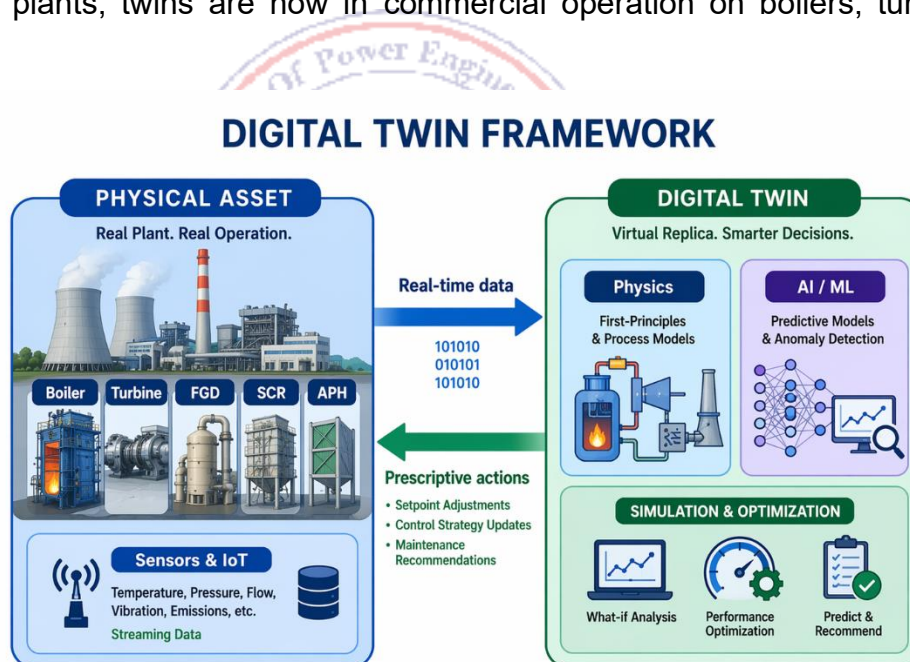 plants, twins are now in commercial operation on boilers,
Of Power
DIGITAL TWIN FRAMEWORK
PHYSICAL ASSET
Real Plant. Real Operation.
Boiler Turbine FGD SCR APH
Sensors & IoT
Temperature, Pressure, Flow,
Vibration, Emissions, etc.
Streaming Data
Real-time data
101010
010101
101010
Prescriptive actions
• Setpoint Adjustments
• Control Strategy Updates
• Maintenance
Recommendations
DIGITAL TWIN
Virtual Replica. Smarter Decisions.
Physics
First-Principles
& Process Models
AI / ML
Predictive Models
& Anomaly Detection
SIMULATION & OPTIMIZATION
What-if Analysis
Performance
Optimization
Predict &
Recommend